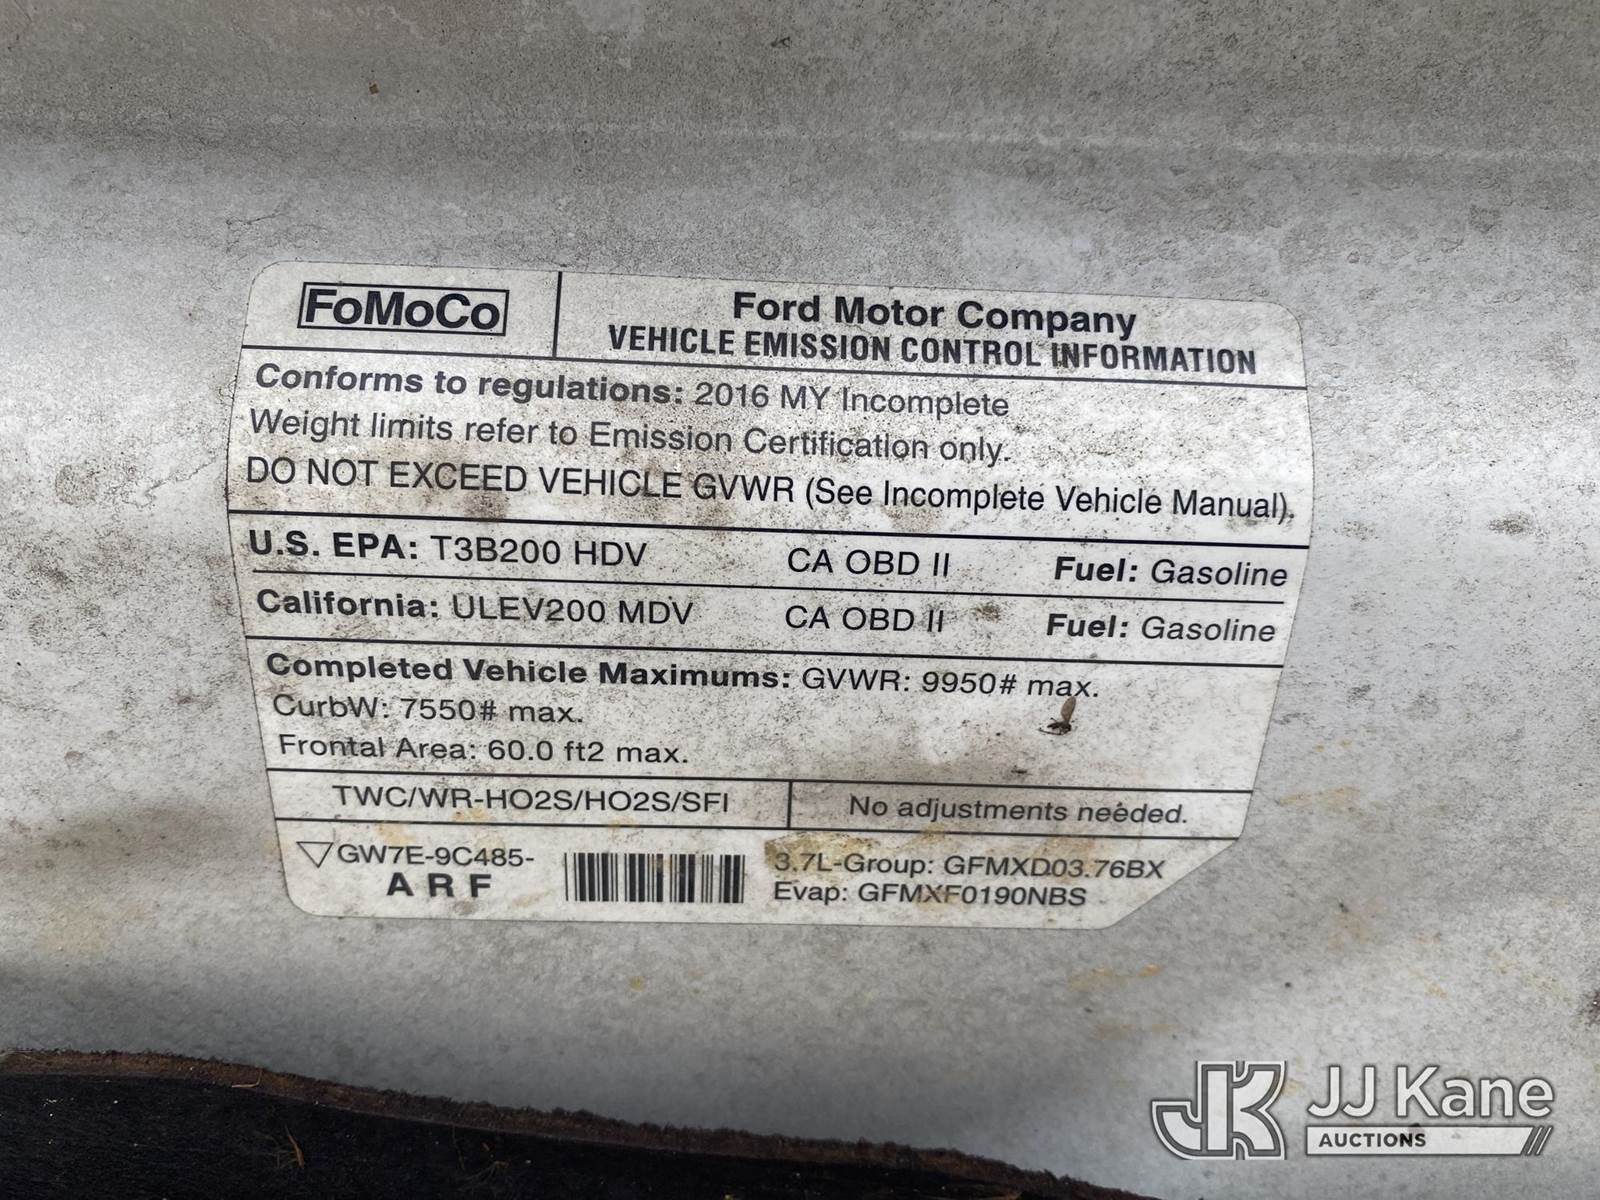 FoMoCo
Ford Motor Company
VEHICLE EMISSION CONTROL INFORMATION
Conforms to regulations: 2016 MY Incomplete
Weight limits refer to Emission Certification only.
DO NOT EXCEED VEHICLE GVWR (See Incomplete Vehicle Manual).
U.S. EPA: T3B200 HDV CA OBD II Fuel: Gasoline
California: ULEV200 MDV CA OBD II Fuel: Gasoline
Completed Vehicle Maximums: GVWR: 9950# max.
CurbW: 7550# max.
Frontal Area: 60.0 ft2 max.
TWC/WR-HO2S/HO2S/SFI
No adjustments needed.
GW7E-9C485-
ARF
3.7L-Group: GFMXD03.76BX
Evap: GFMXF0190NBS
JK JJ Kane
AUCTIONS